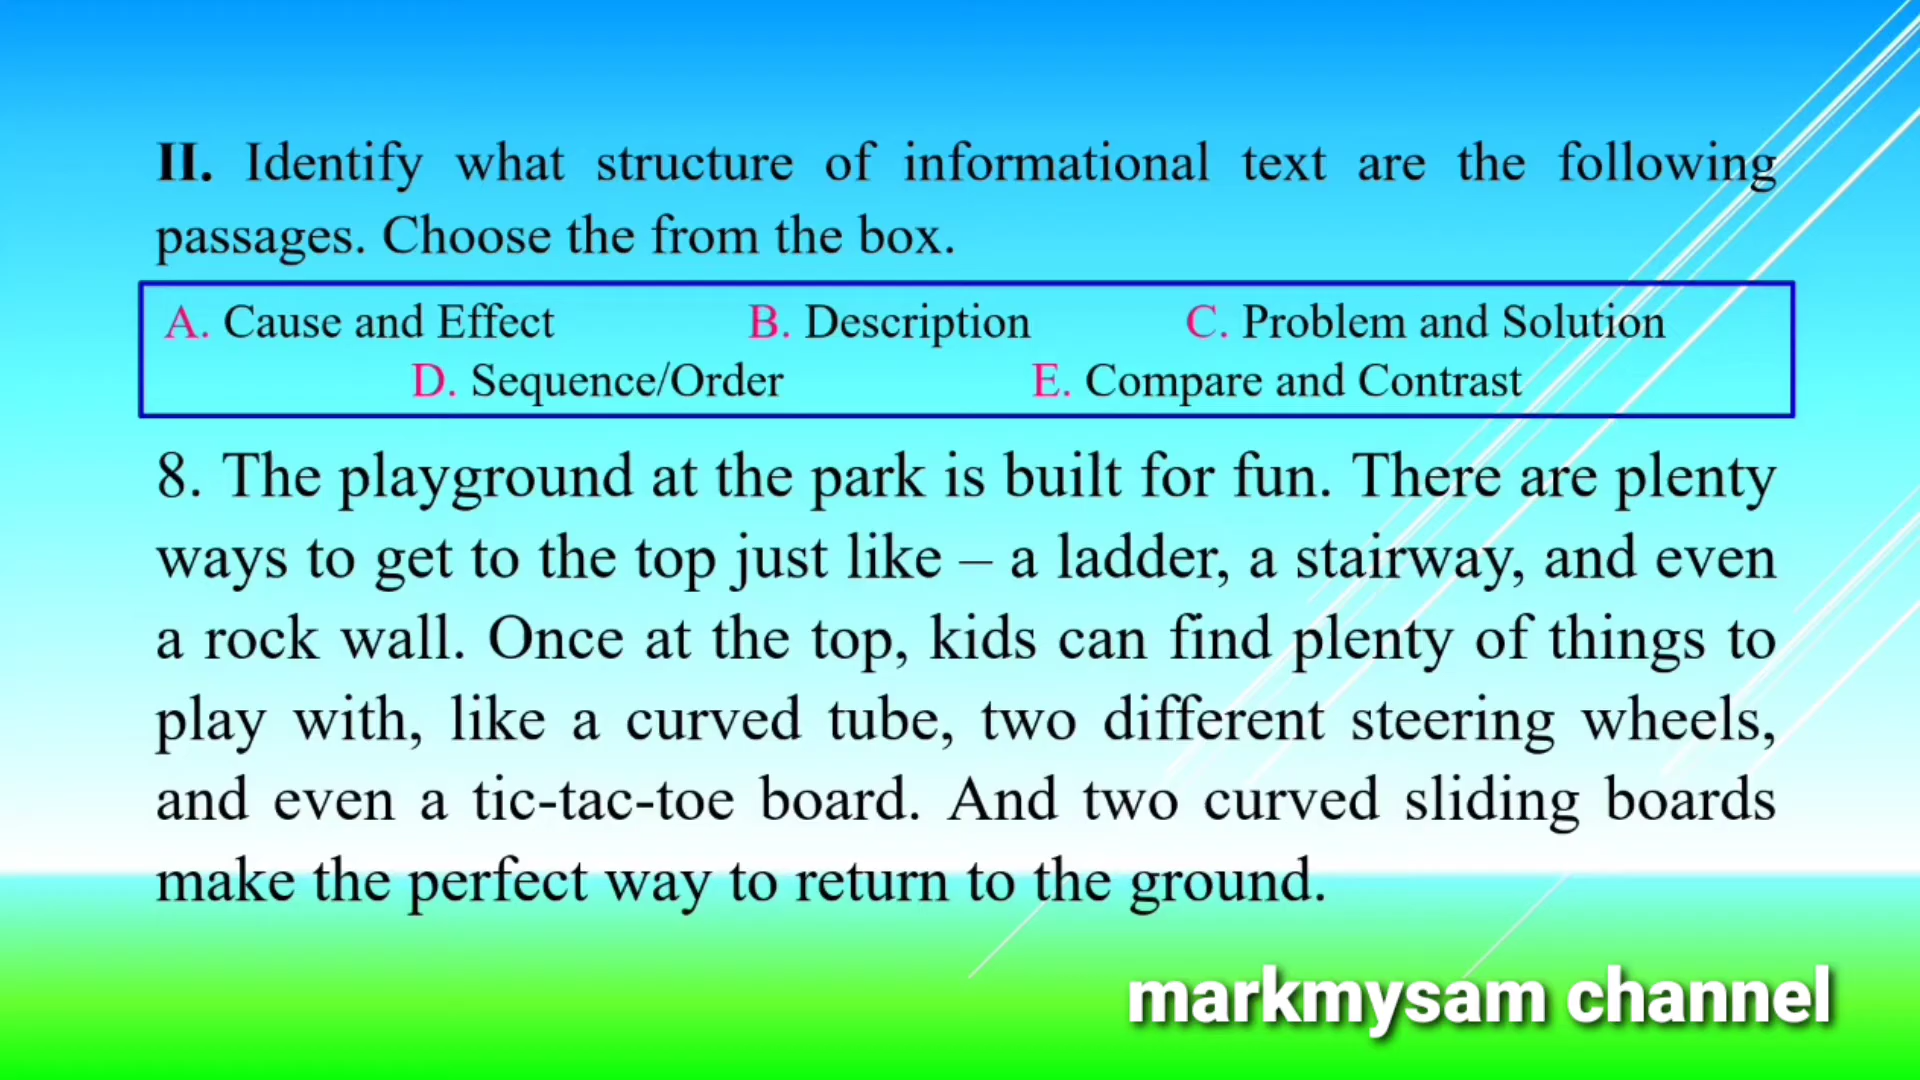 II. Identify what structure of informational text are the following
passages. Choose the from the box.
A. Cause and Effect B. Description C. Problem and Solution
D. Sequence/Order E. Compare and Contrast
8. The playground at the park is built for fun. There are plenty
ways to get to the top just like – a ladder, a stairway, and even
a rock wall. Once at the top, kids can find plenty of things to
play with, like a curved tube, two different steering wheels,
and even a tic-tac-toe board. And two curved sliding boards
make the perfect way to return to the ground.
markmysam channel